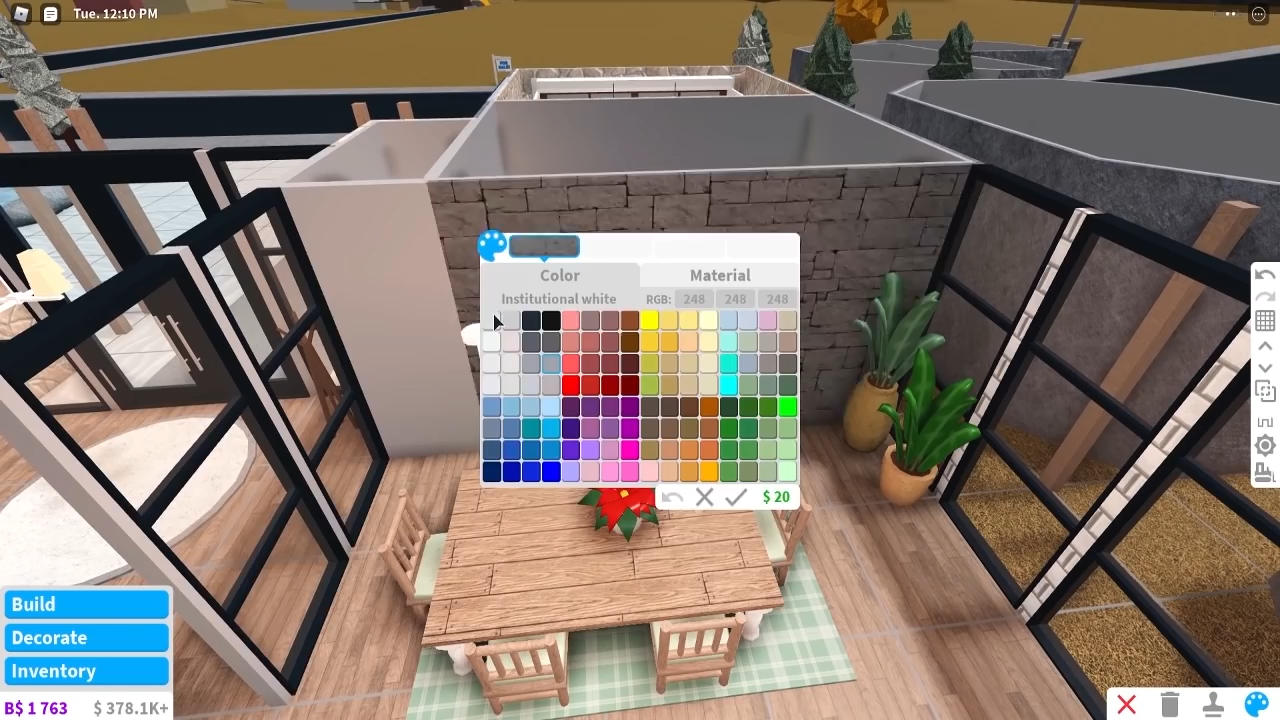 Tue. 12:10 PM
Color
Material
Institutional white
RGB: 248 248 248
$ 20
Build
Decorate
Inventory
B$ 1 763
$ 378.1K+